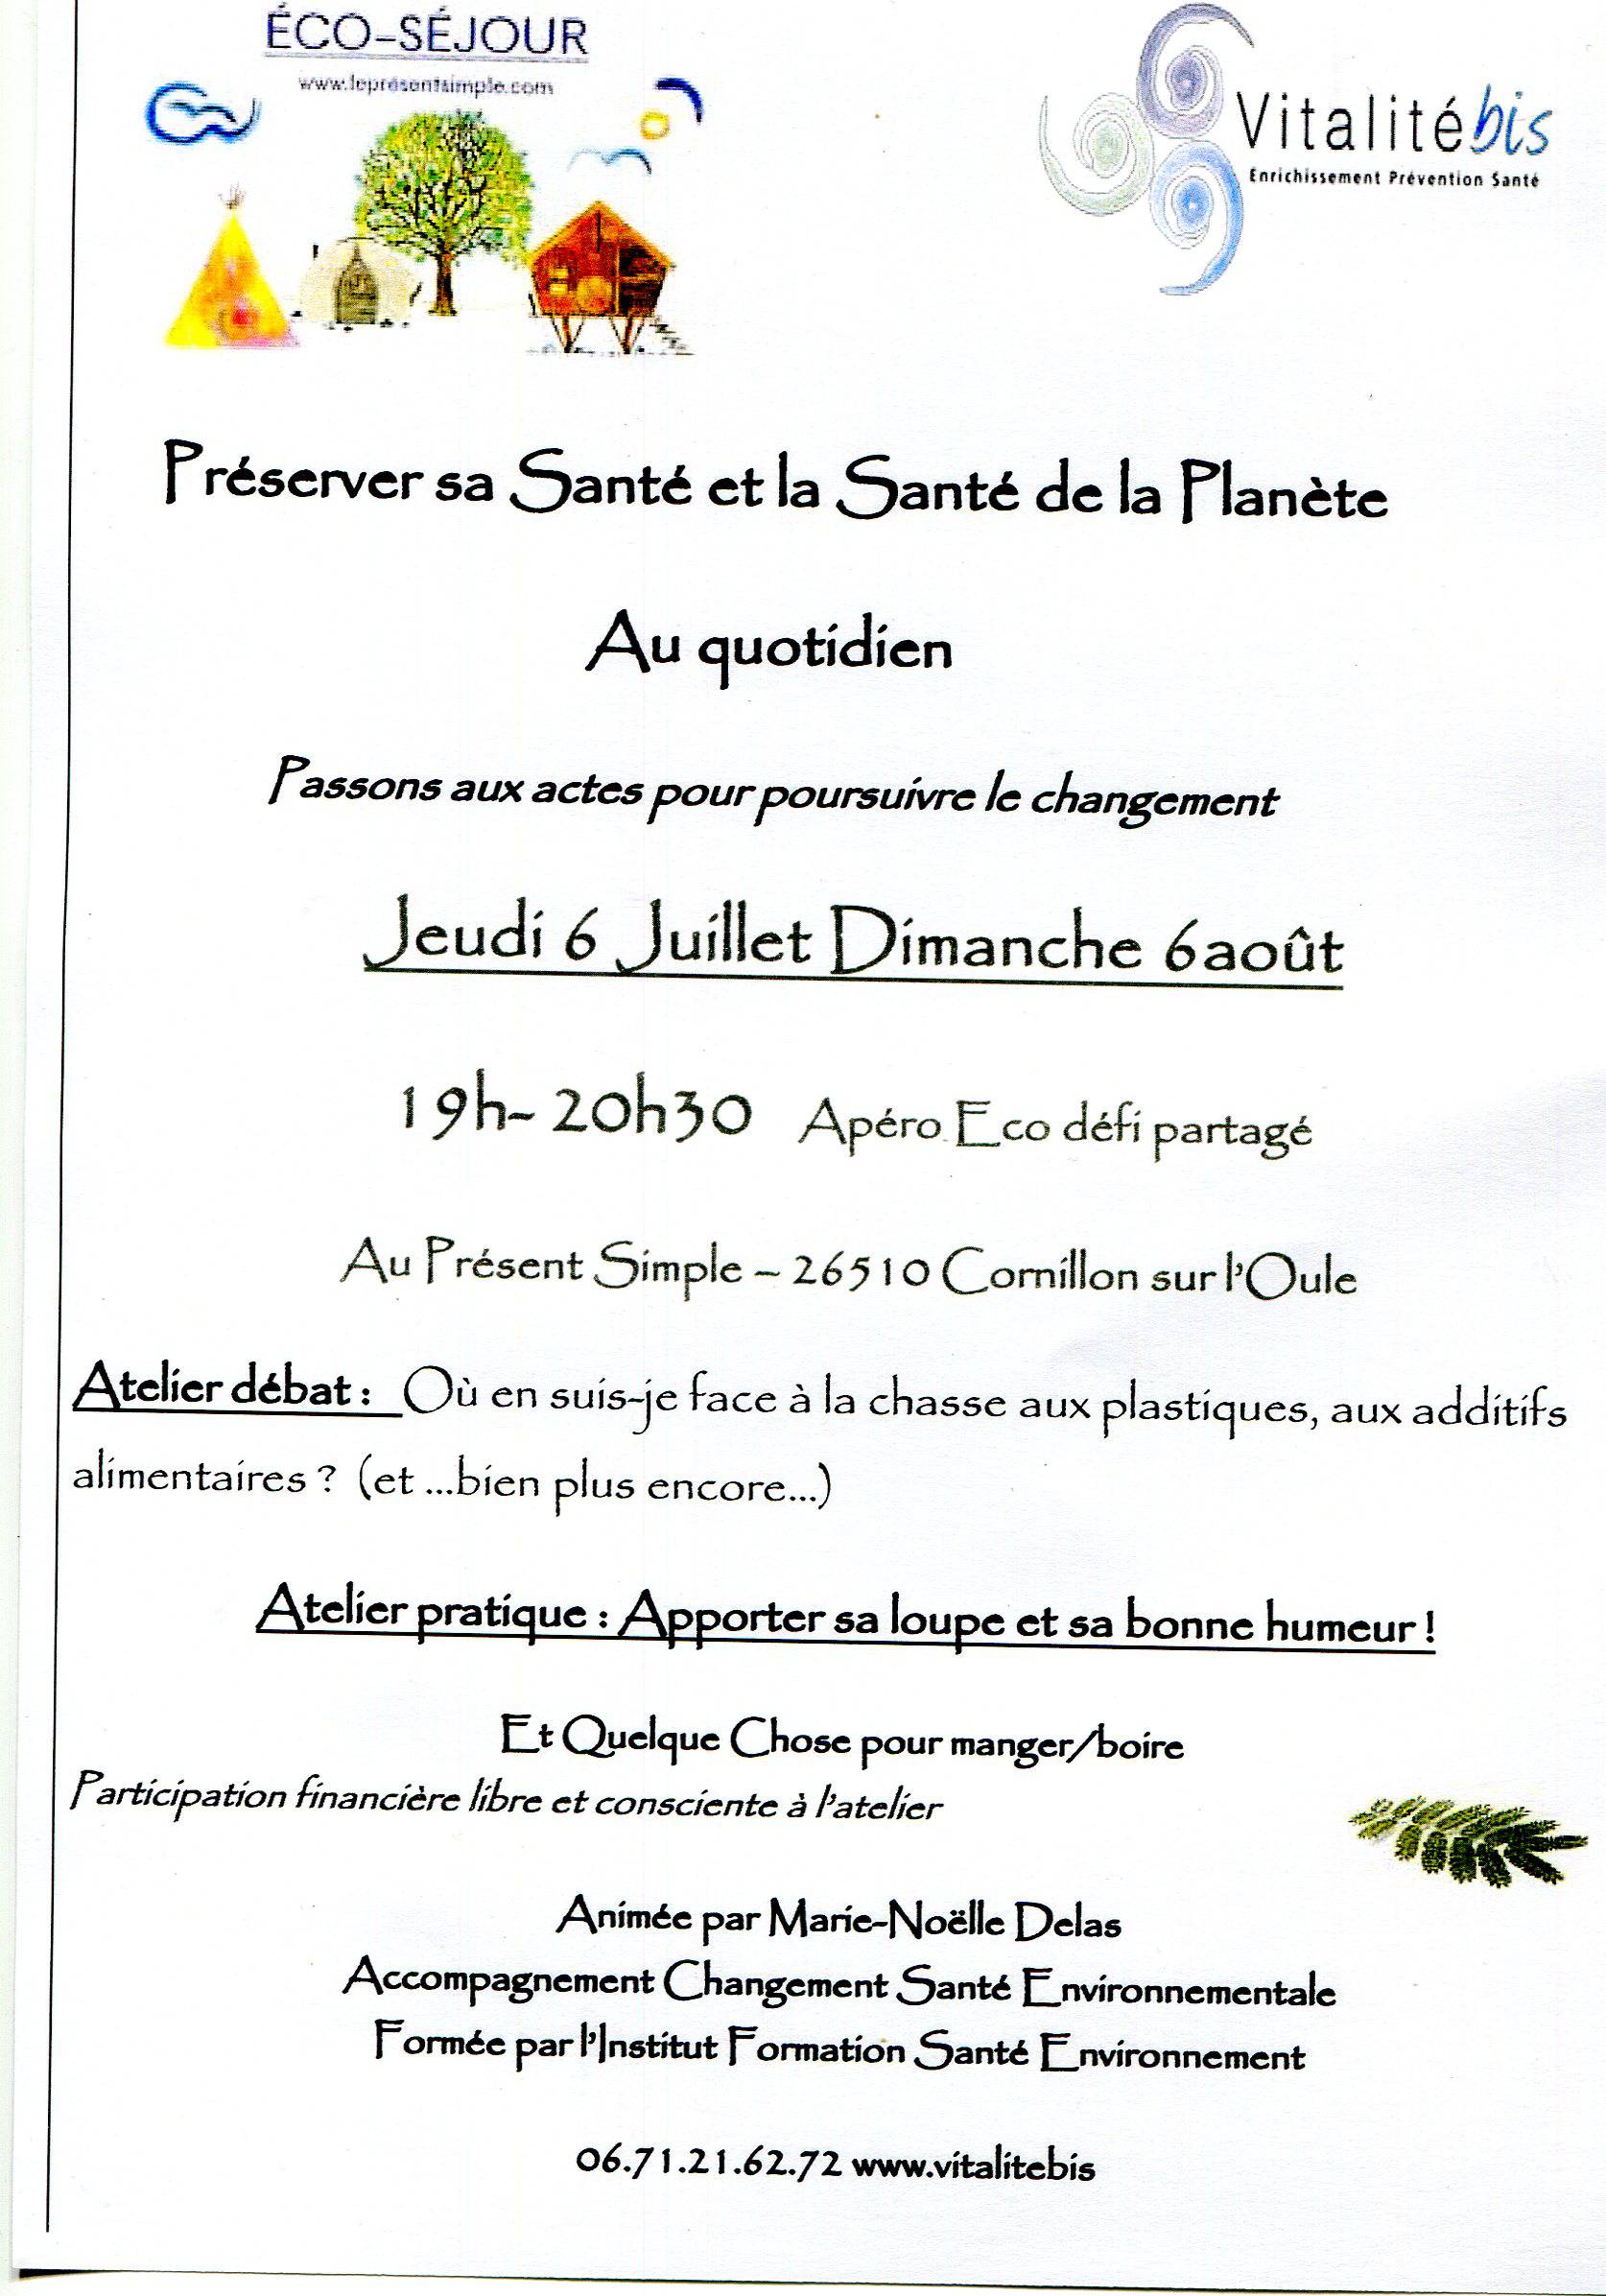 ÉCO-SÉJOUR
www.leprésentsimple.com
Vitalitébis
Enrichissement Prévention Santé
Préserver sa Santé et la Santé de la Planète
Au quotidien
Passons aux actes pour poursuivre le changement
Jeudi 6 Juillet Dimanche 6août
19h- 20h30 Apéro Eco défi partagé
Au Présent Simple – 26510 Cornillon sur l'Oule
Atelier débat : Où en suis-je face à la chasse aux plastiques, aux additifs
alimentaires ? (et ...bien plus encore...)
Atelier pratique : Apporter sa loupe et sa bonne humeur !
Et Quelque Chose pour manger/boire
Participation financière libre et consciente à l'atelier
Animée par Marie-Noëlle Delas
Accompagnement Changement Santé Environnementale
Formée par l'Institut Formation Santé Environnement
06.71.21.62.72 www.vitalitebis